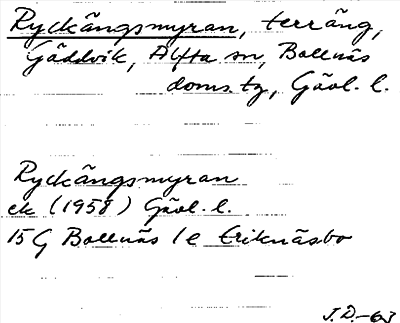 Ryckängsmyran, terräng,
Gäddvik, Alfta sn, Bollnäs
doms.tg, Gävl. l.
Ryckängsmyran
ek (1958) Gävl. l.
15 G Bollnäs 1 e Eriknäsbo
J.D.-63